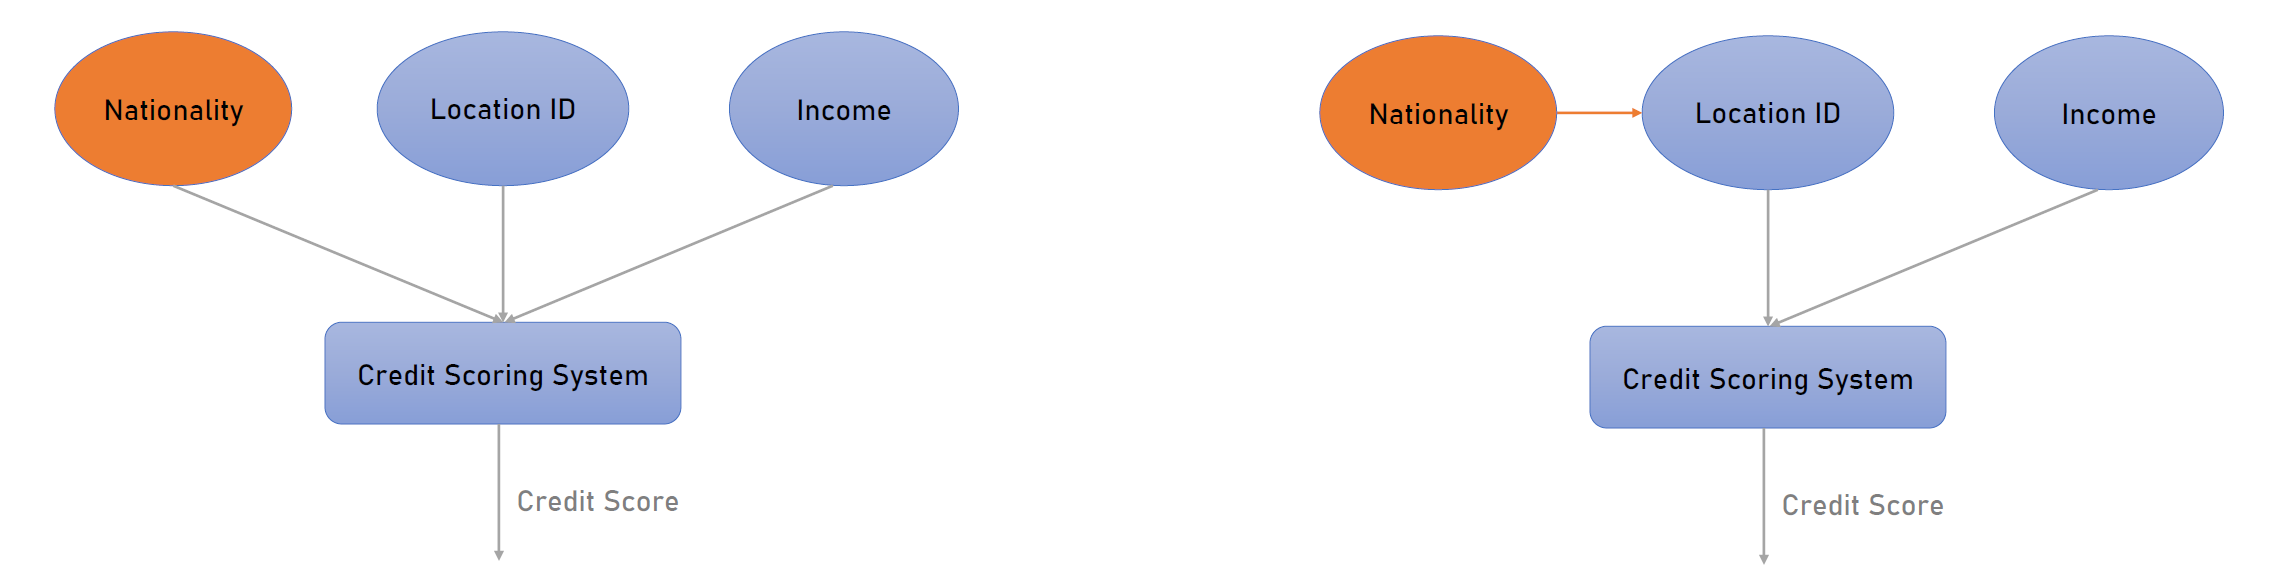 Nationality
Location ID
Income
Credit Scoring System
Credit Score
Nationality
Location ID
Income
Credit Scoring System
Credit Score